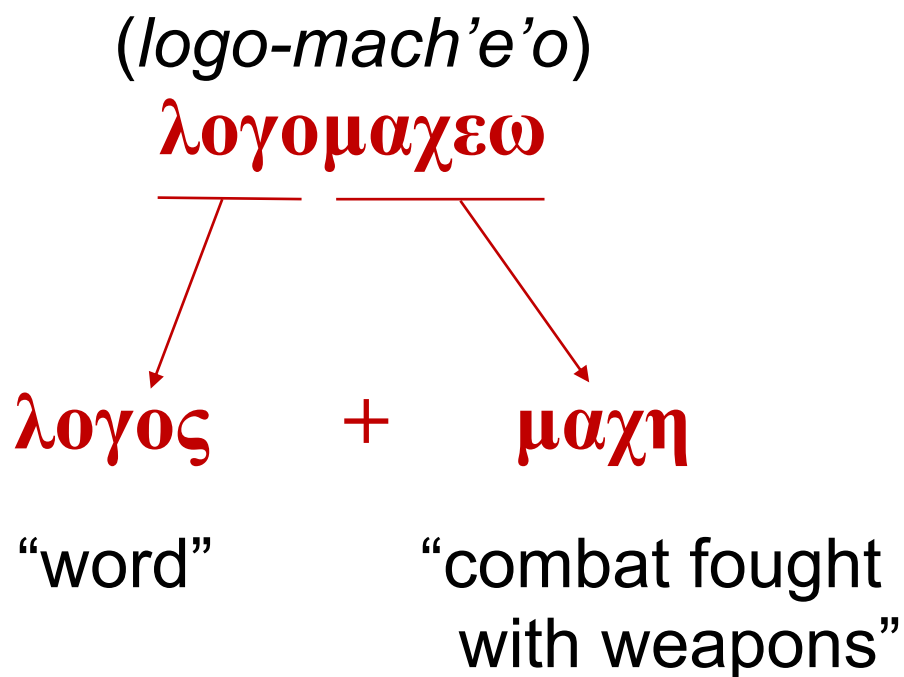 (logo-mach’e’o)
λογομαχεω
λογος + μαχη
“word” “combat fought
with weapons”